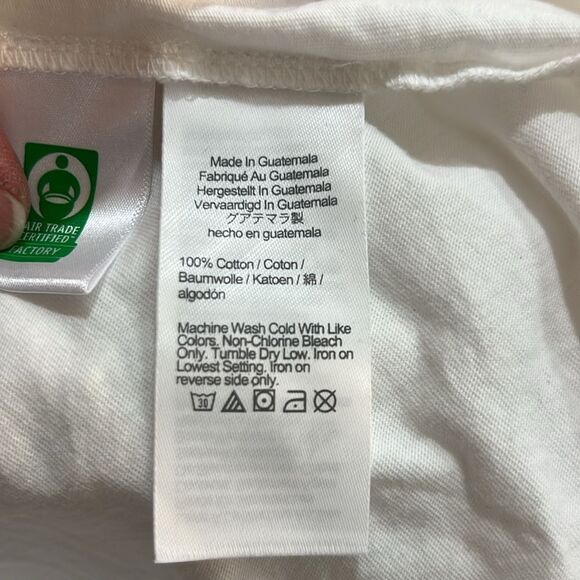 AIR TRADE
CERTIFIED™
FACTORY
Made In Guatemala
Fabriqué Au Guatemala
Hergestellt In Guatemala
Vervaardigd In Guatemala
グアテマラ製
hecho en guatemala
100% Cotton / Coton /
Baumwolle / Katoen / 綿 /
algodón
Machine Wash Cold With Like
Colors. Non-Chlorine Bleach
Only. Tumble Dry Low. Iron on
Lowest Setting. Iron on
reverse side only.
30